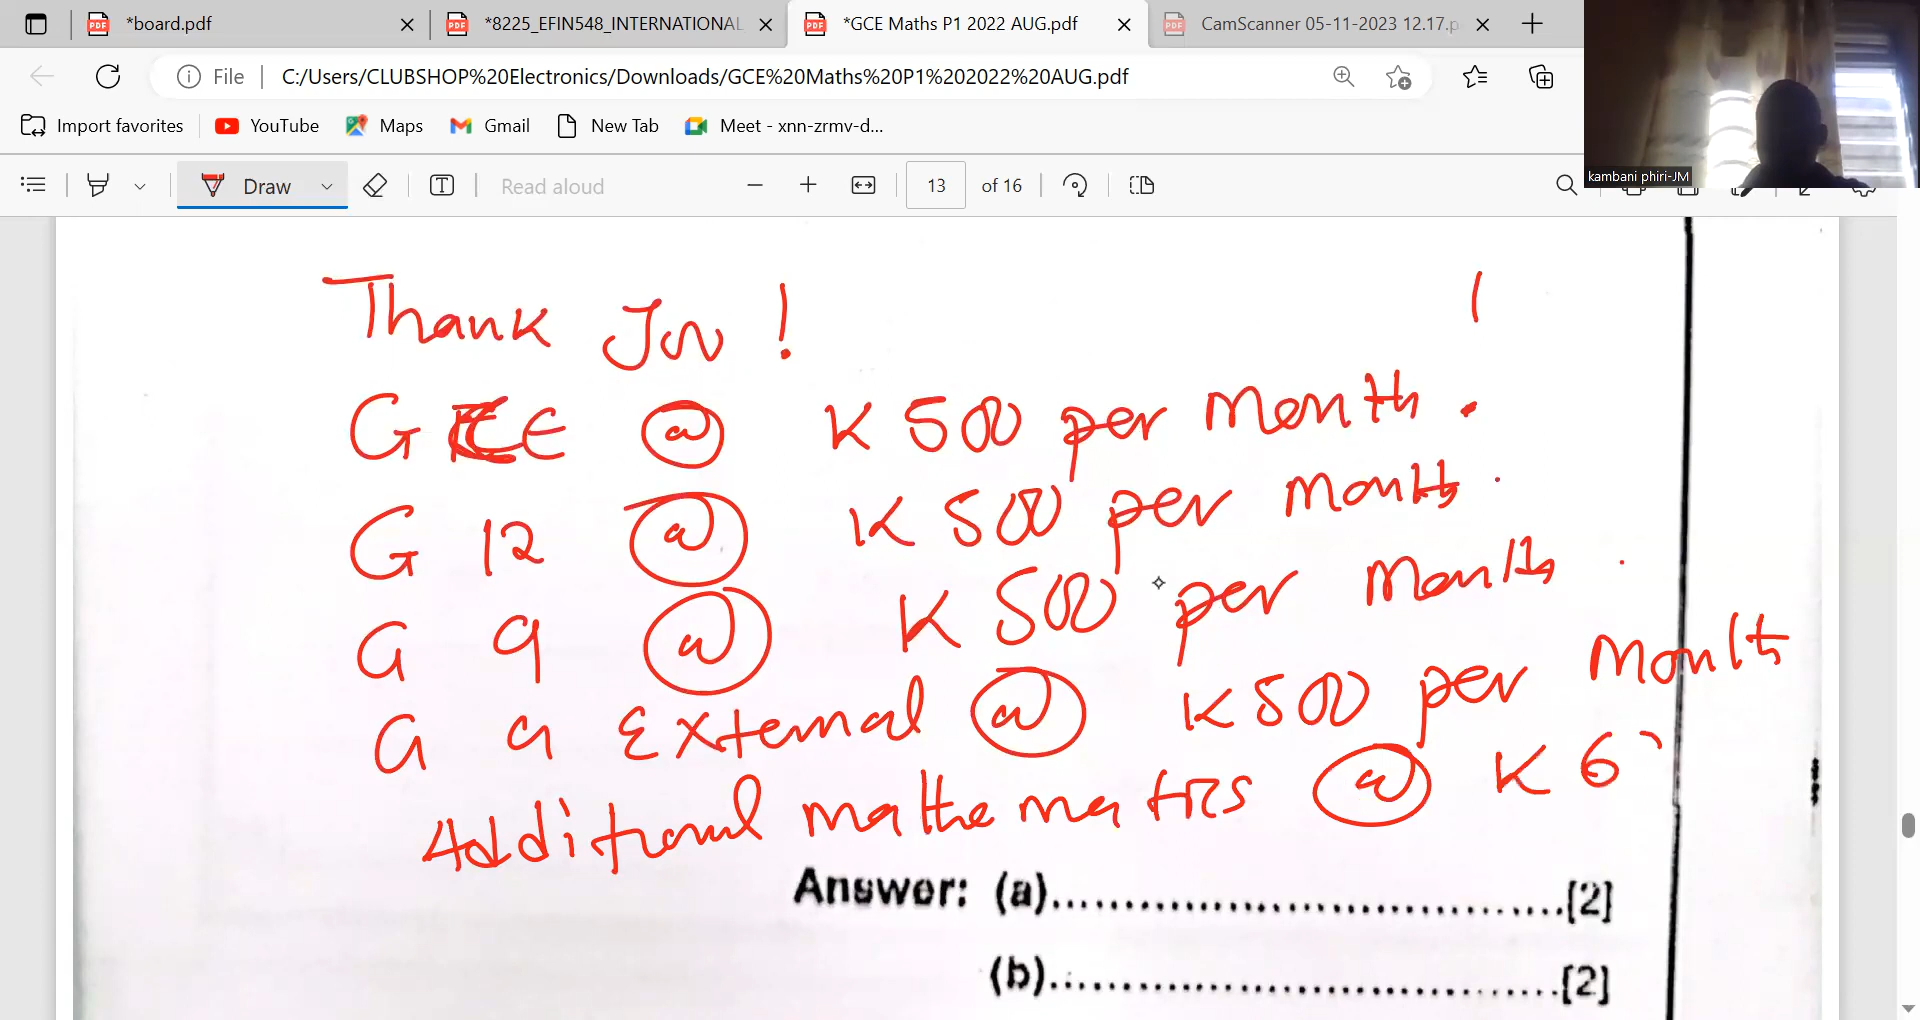 *board.pdf
*8225_EFIN548_INTERNATIONAL
*GCE Maths P1 2022 AUG.pdf
CamScanner 05-11-2023 12.17.p
File C:/Users/CLUBSHOP%20Electronics/Downloads/GCE%20Maths%20P1%202022%20AUG.pdf
Import favorites YouTube Maps Gmail New Tab Meet - xnn-zrmv-d...
kambani phiri-JM
Draw Read aloud 13 of 16
Thank You !
GCE @ K 500 per month .
G 12 @ K 500 per month .
G 9 @ K 500 per month .
G 9 External @ K500 per month
Additional mathematics @ K 6
Answer: (a)....................................[2]
(b)....................................[2]